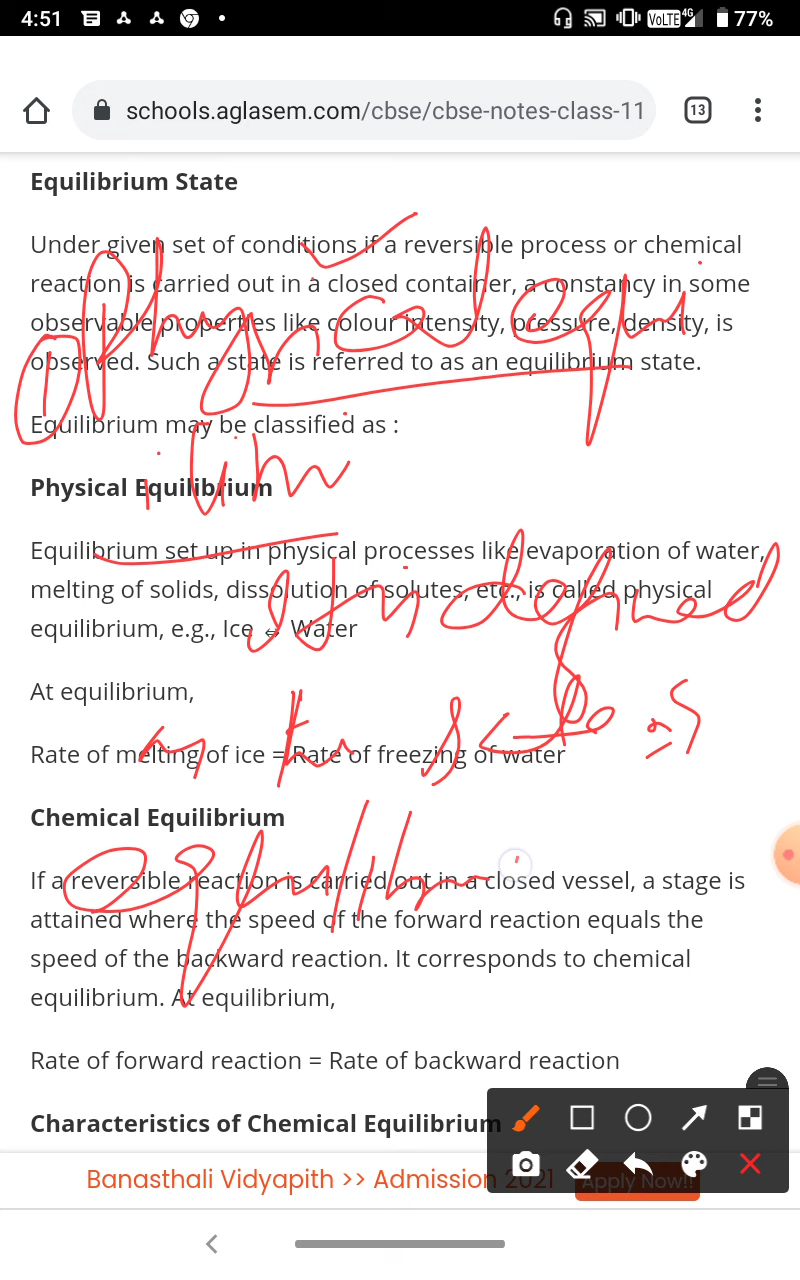 4:51
VoLTE 4G 77%
schools.aglasem.com/cbse/cbse-notes-class-11
13
Equilibrium State
Under given set of conditions if a reversible process or chemical
reaction is carried out in a closed container, a constancy in some
observable properties like colour intensity, pressure, density, is
observed. Such a state is referred to as an equilibrium state.
Equilibrium may be classified as :
Physical Equilibrium
Equilibrium set up in physical processes like evaporation of water,
melting of solids, dissolution of solutes, etc., is called physical
equilibrium, e.g., Ice ⇔ Water
At equilibrium,
Rate of melting of ice = Rate of freezing of water
Chemical Equilibrium
If a reversible reaction is carried out in a closed vessel, a stage is
attained where the speed of the forward reaction equals the
speed of the backward reaction. It corresponds to chemical
equilibrium. At equilibrium,
Rate of forward reaction = Rate of backward reaction
Characteristics of Chemical Equilibrium
Banasthali Vidyapith >> Admission 2021
Apply Now!!
① Physical equi
It is defined
state of